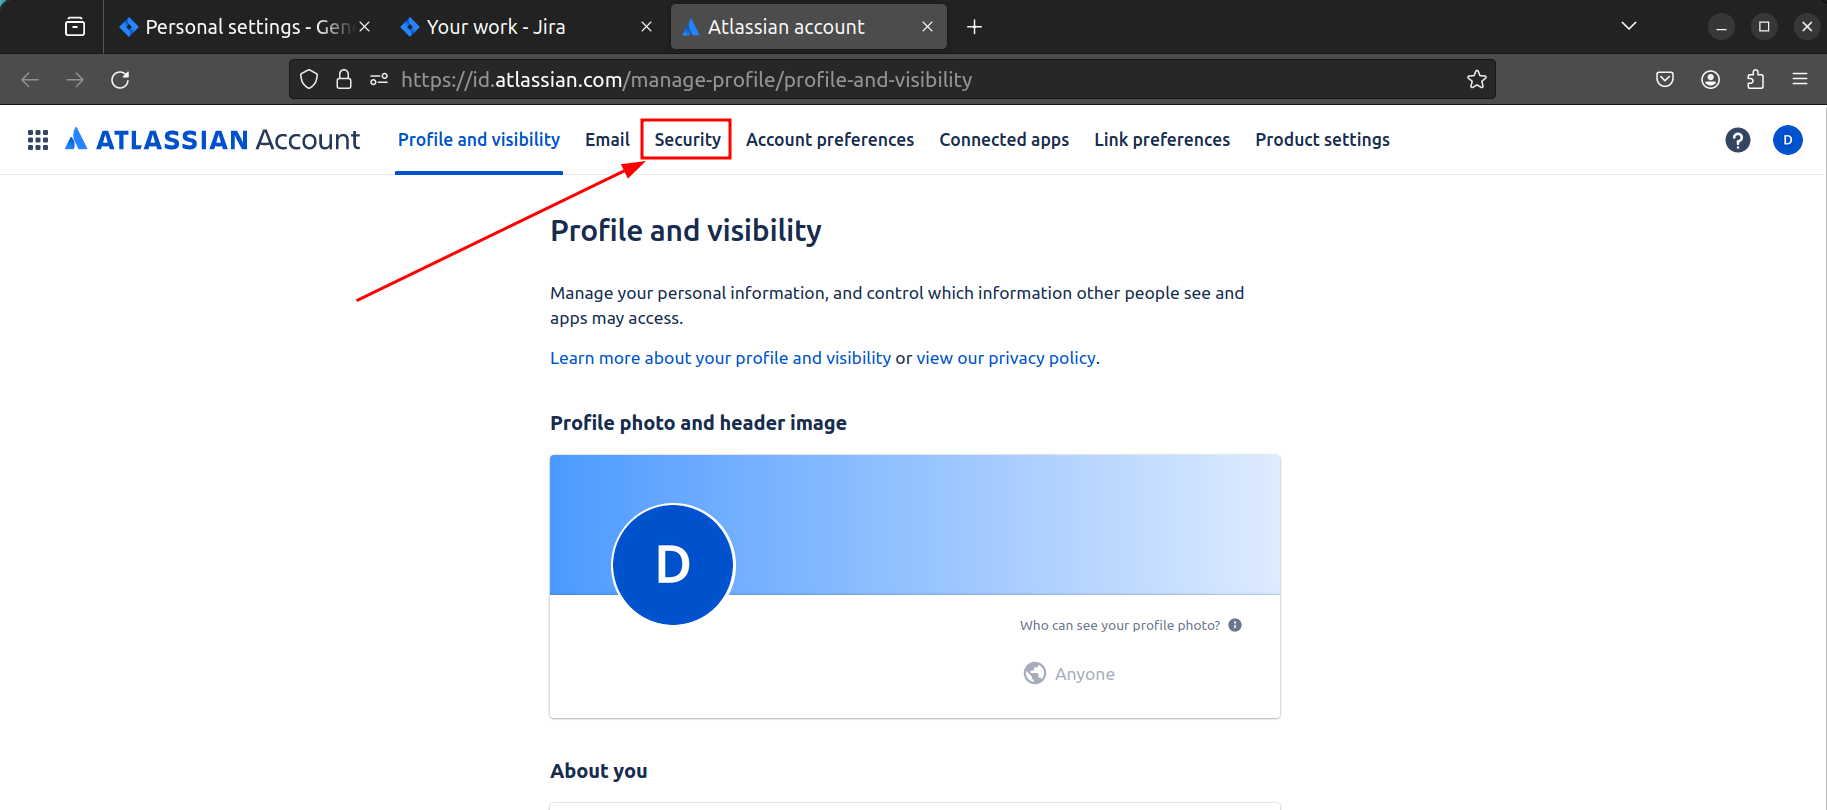 Personal settings - Gen
Your work - Jira
Atlassian account
https://id.atlassian.com/manage-profile/profile-and-visibility
ATLASSIAN Account
Profile and visibility
Email
Security
Account preferences
Connected apps
Link preferences
Product settings
?
D
Profile and visibility
Manage your personal information, and control which information other people see and
apps may access.
Learn more about your profile and visibility or view our privacy policy.
Profile photo and header image
D
Who can see your profile photo?
Anyone
About you